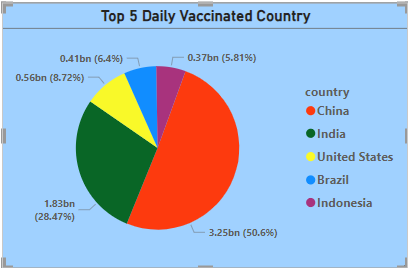 Top 5 Daily Vaccinated Country
0.41bn (6.4%)
0.37bn (5.81%)
0.56bn (8.72%)
1.83bn
(28.47%)
3.25bn (50.6%)
country
China
India
United States
Brazil
Indonesia